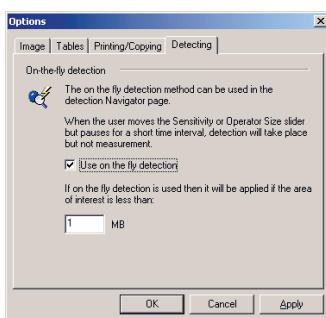 Options
Image Tables Printing/Copying Detecting
On-the-fly detection
The on the fly detection method can be used in the
detection Navigator page.
When the user moves the Sensitivity or Operator Size slider
but pauses for a short time interval, detection will take place
but not measurement.
Use on the fly detection
If on the fly detection is used then it will be applied if the area
of interest is less than:
1 MB
OK Cancel Apply